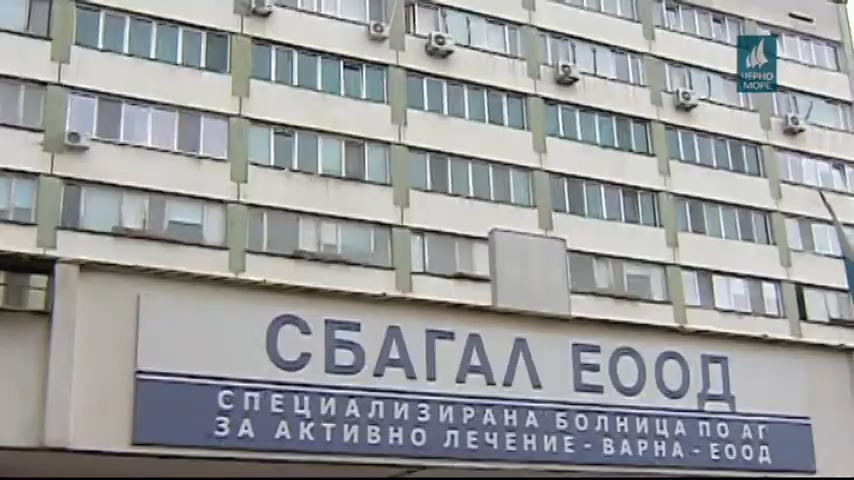 ЧЕРНО
МОРЕ
СБАГАЛ ЕООД
СПЕЦИАЛИЗИРАНА БОЛНИЦА ПО АГ
ЗА АКТИВНО ЛЕЧЕНИЕ - ВАРНА - ЕООД